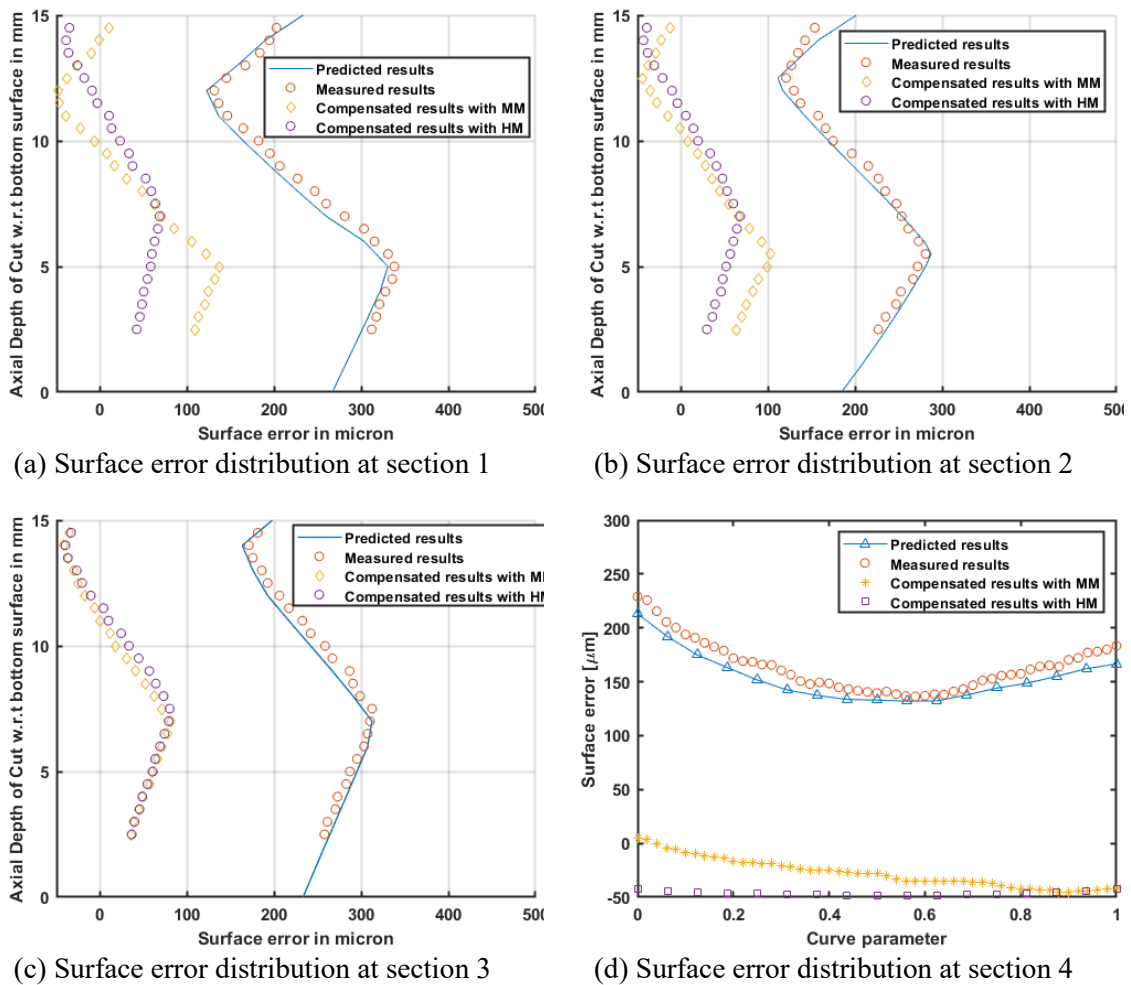 15
10
5
0
0
100
200
300
400
500
Axial Depth of Cut w.r.t bottom surface in mm
Surface error in micron
Predicted results
Measured results
Compensated results with MM
Compensated results with HM
(a) Surface error distribution at section 1
15
10
5
0
0
100
200
300
400
500
Axial Depth of Cut w.r.t bottom surface in mm
Surface error in micron
Predicted results
Measured results
Compensated results with MM
Compensated results with HM
(b) Surface error distribution at section 2
15
10
5
0
0
100
200
300
400
500
Axial Depth of Cut w.r.t bottom surface in mm
Surface error in micron
Predicted results
Measured results
Compensated results with M
Compensated results with HM
(c) Surface error distribution at section 3
300
250
200
150
100
50
0
-50
0
0.2
0.4
0.6
0.8
1
Surface error [μm]
Curve parameter
Predicted results
Measured results
Compensated results with MM
Compensated results with HM
(d) Surface error distribution at section 4